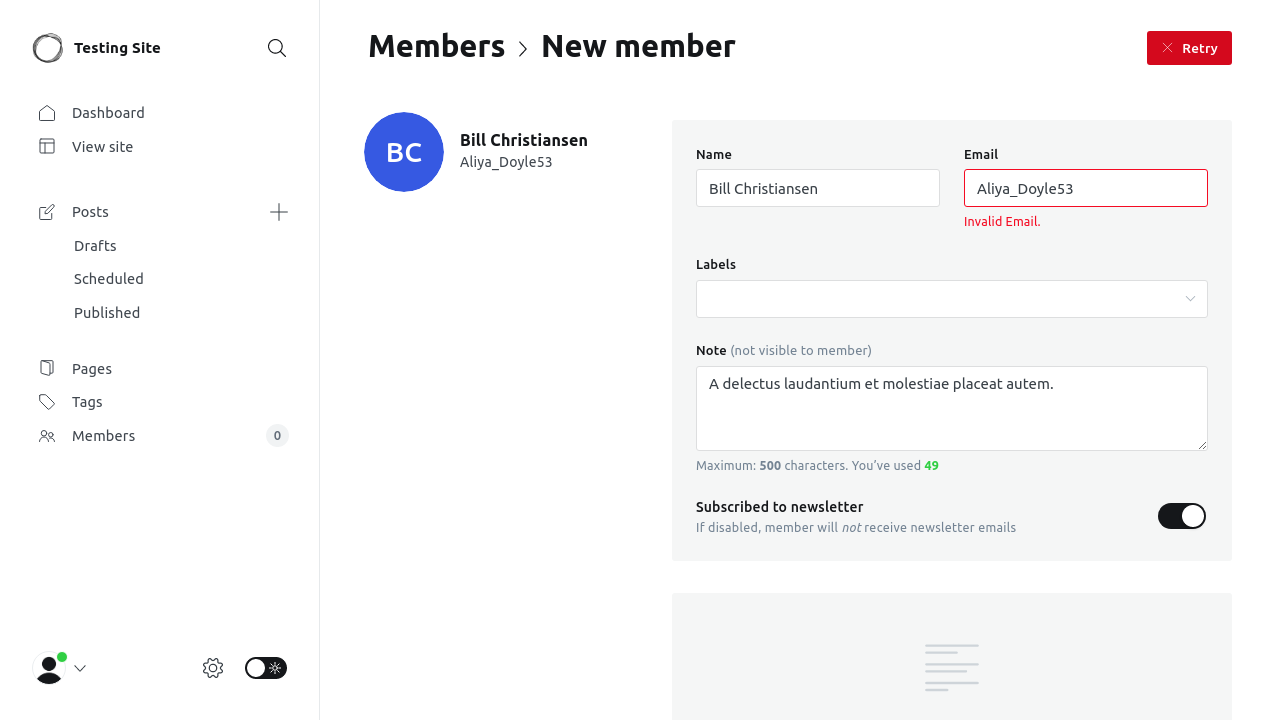 Testing Site
Dashboard
View site
Posts
Drafts
Scheduled
Published
Pages
Tags
Members
0
Members
New member
Retry
BC
Bill Christiansen
Aliya_Doyle53
Name
Email
Bill Christiansen
Aliya_Doyle53
Invalid Email.
Labels
Note (not visible to member)
A delectus laudantium et molestiae placeat autem.
Maximum: 500 characters. You’ve used 49
Subscribed to newsletter
If disabled, member will not receive newsletter emails